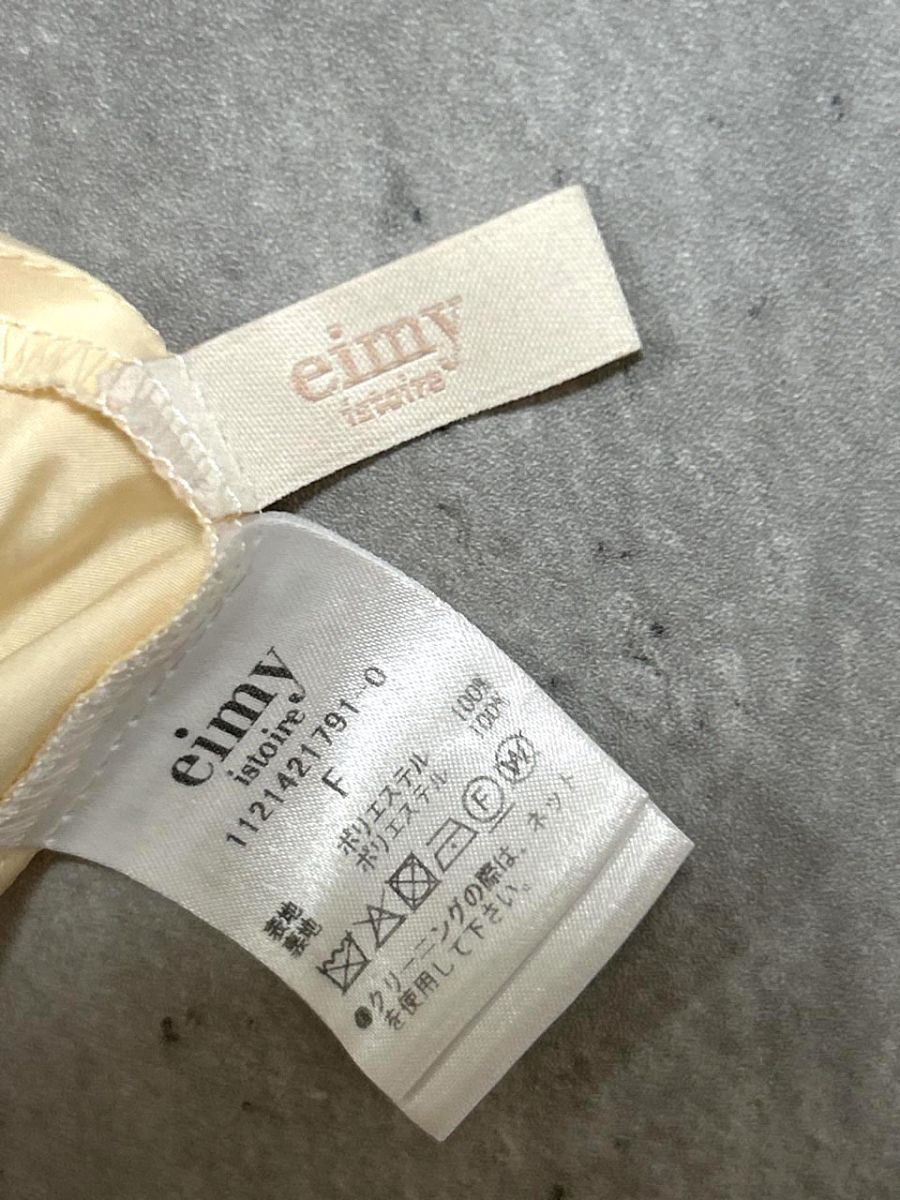 eimy
istoire
eimy
istoire
1121421791-0
F
表地 ポリエステル 100%
裏地 ポリエステル 100%
F W
●クリーニングの際は、ネット
を使用して下さい。